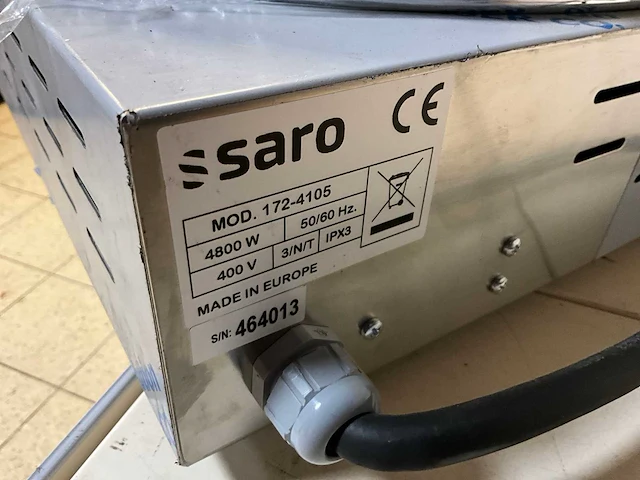 saro CE
MOD. 172-4105
4800 W 50/60 Hz.
400 V 3/N/T IPX3
MADE IN EUROPE
S/N: 464013